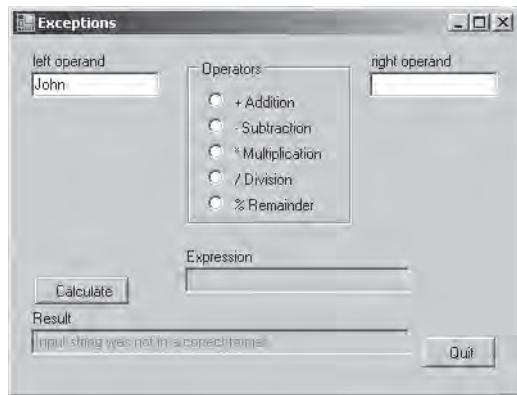 Exceptions
left operand
John
Operators
+ Addition
- Subtraction
* Multiplication
/ Division
% Remainder
right operand
Expression
Calculate
Result
Input string was not in a correct format
Quit